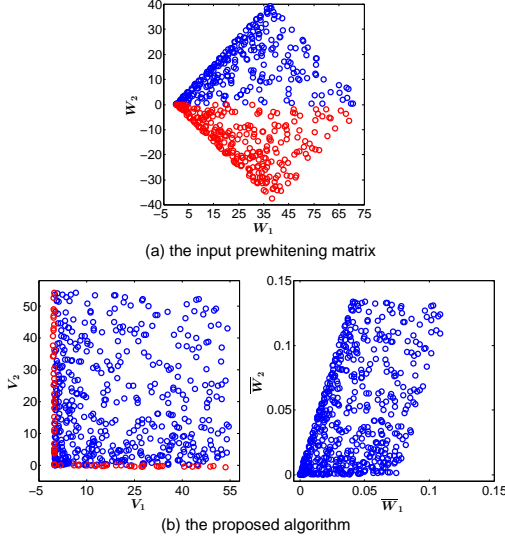 40
30
20
10
0
−10
−20
−30
−40
W₂
−5 5 15 25 35 45 55 65 75
W₁
(a) the input prewhitening matrix
50
40
30
20
10
0
V₂
−5 10 25 40 55
V₁
0.15
0.1
0.05
0
W̅₂
0 0.05 0.1 0.15
W̅₁
(b) the proposed algorithm